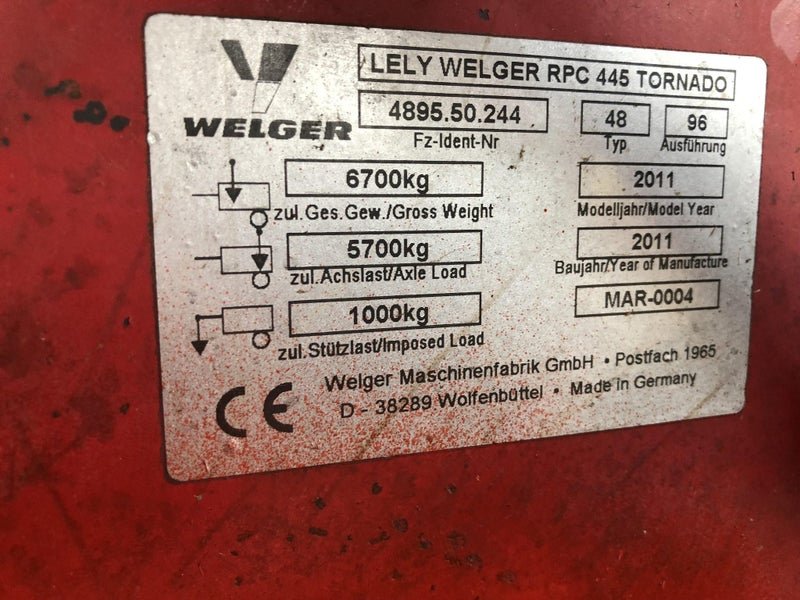 LELY WELGER RPC 445 TORNADO
WELGER
4895.50.244 48 96
Fz-Ident-Nr Typ Ausführung
6700kg 2011
zul.Ges.Gew./Gross Weight Modelljahr/Model Year
5700kg 2011
zul.Achslast/Axle Load Baujahr/Year of Manufacture
1000kg MAR-0004
zul.Stützlast/Imposed Load
CE
Welger Maschinenfabrik GmbH • Postfach 1965
D - 38289 Wolfenbüttel • Made in Germany